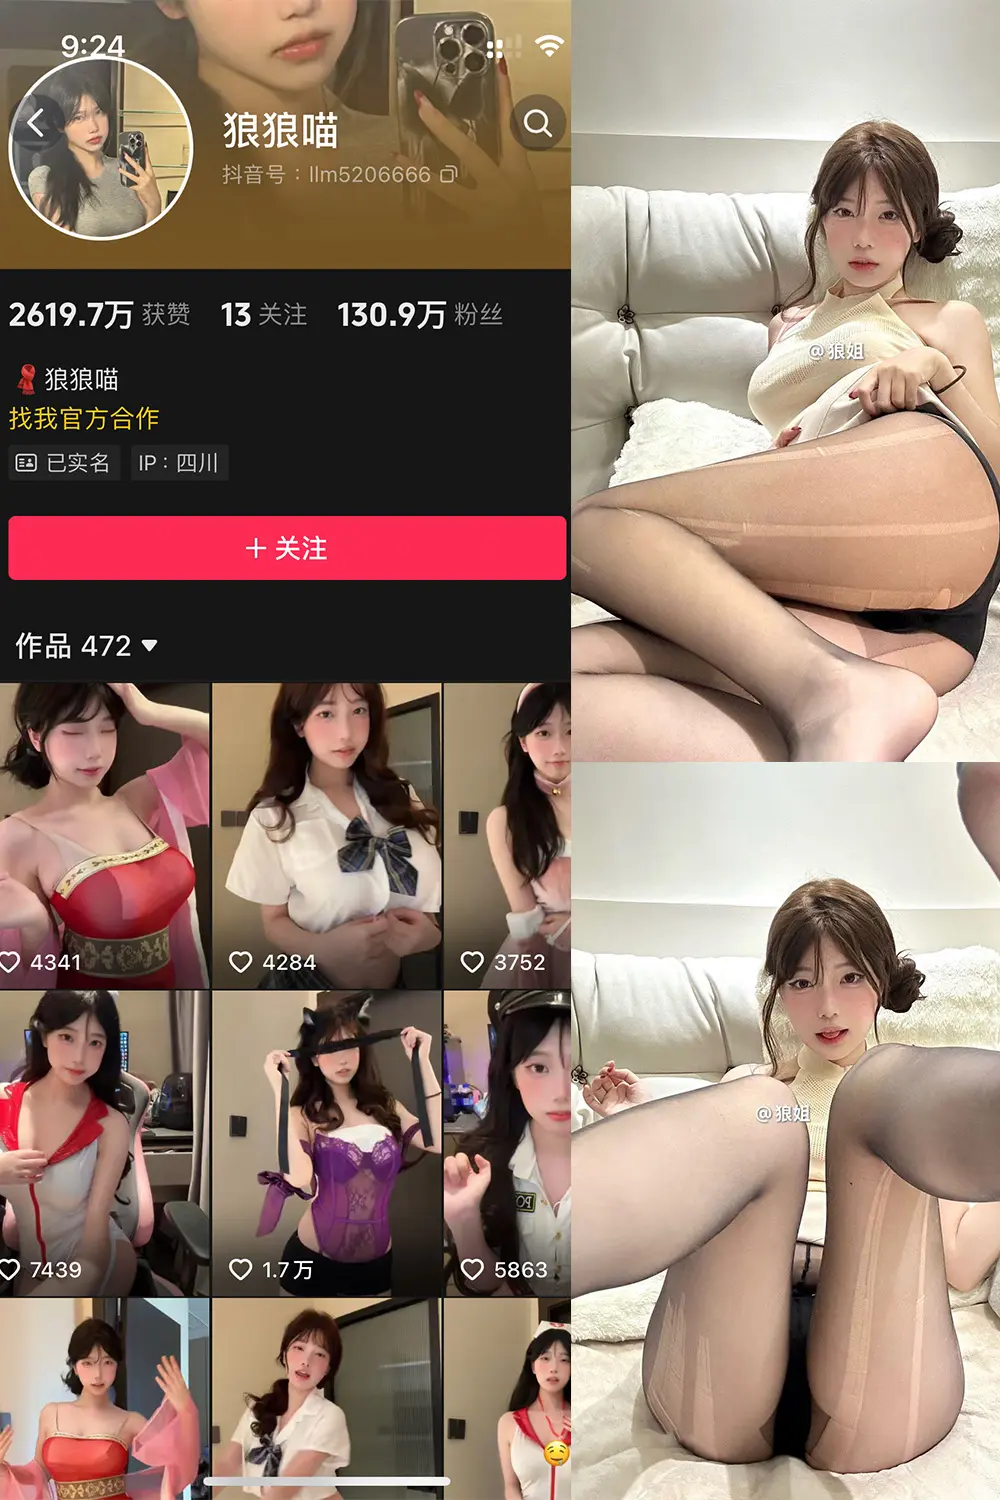 9:24
狼狼喵
抖音号：llm5206666
2619.7万 获赞 13 关注 130.9万 粉丝
狼狼喵
找我官方合作
已实名 IP：四川
+ 关注
作品 472
4341 4284 3752
7439 1.7万 5863
@狼姐
@狼姐